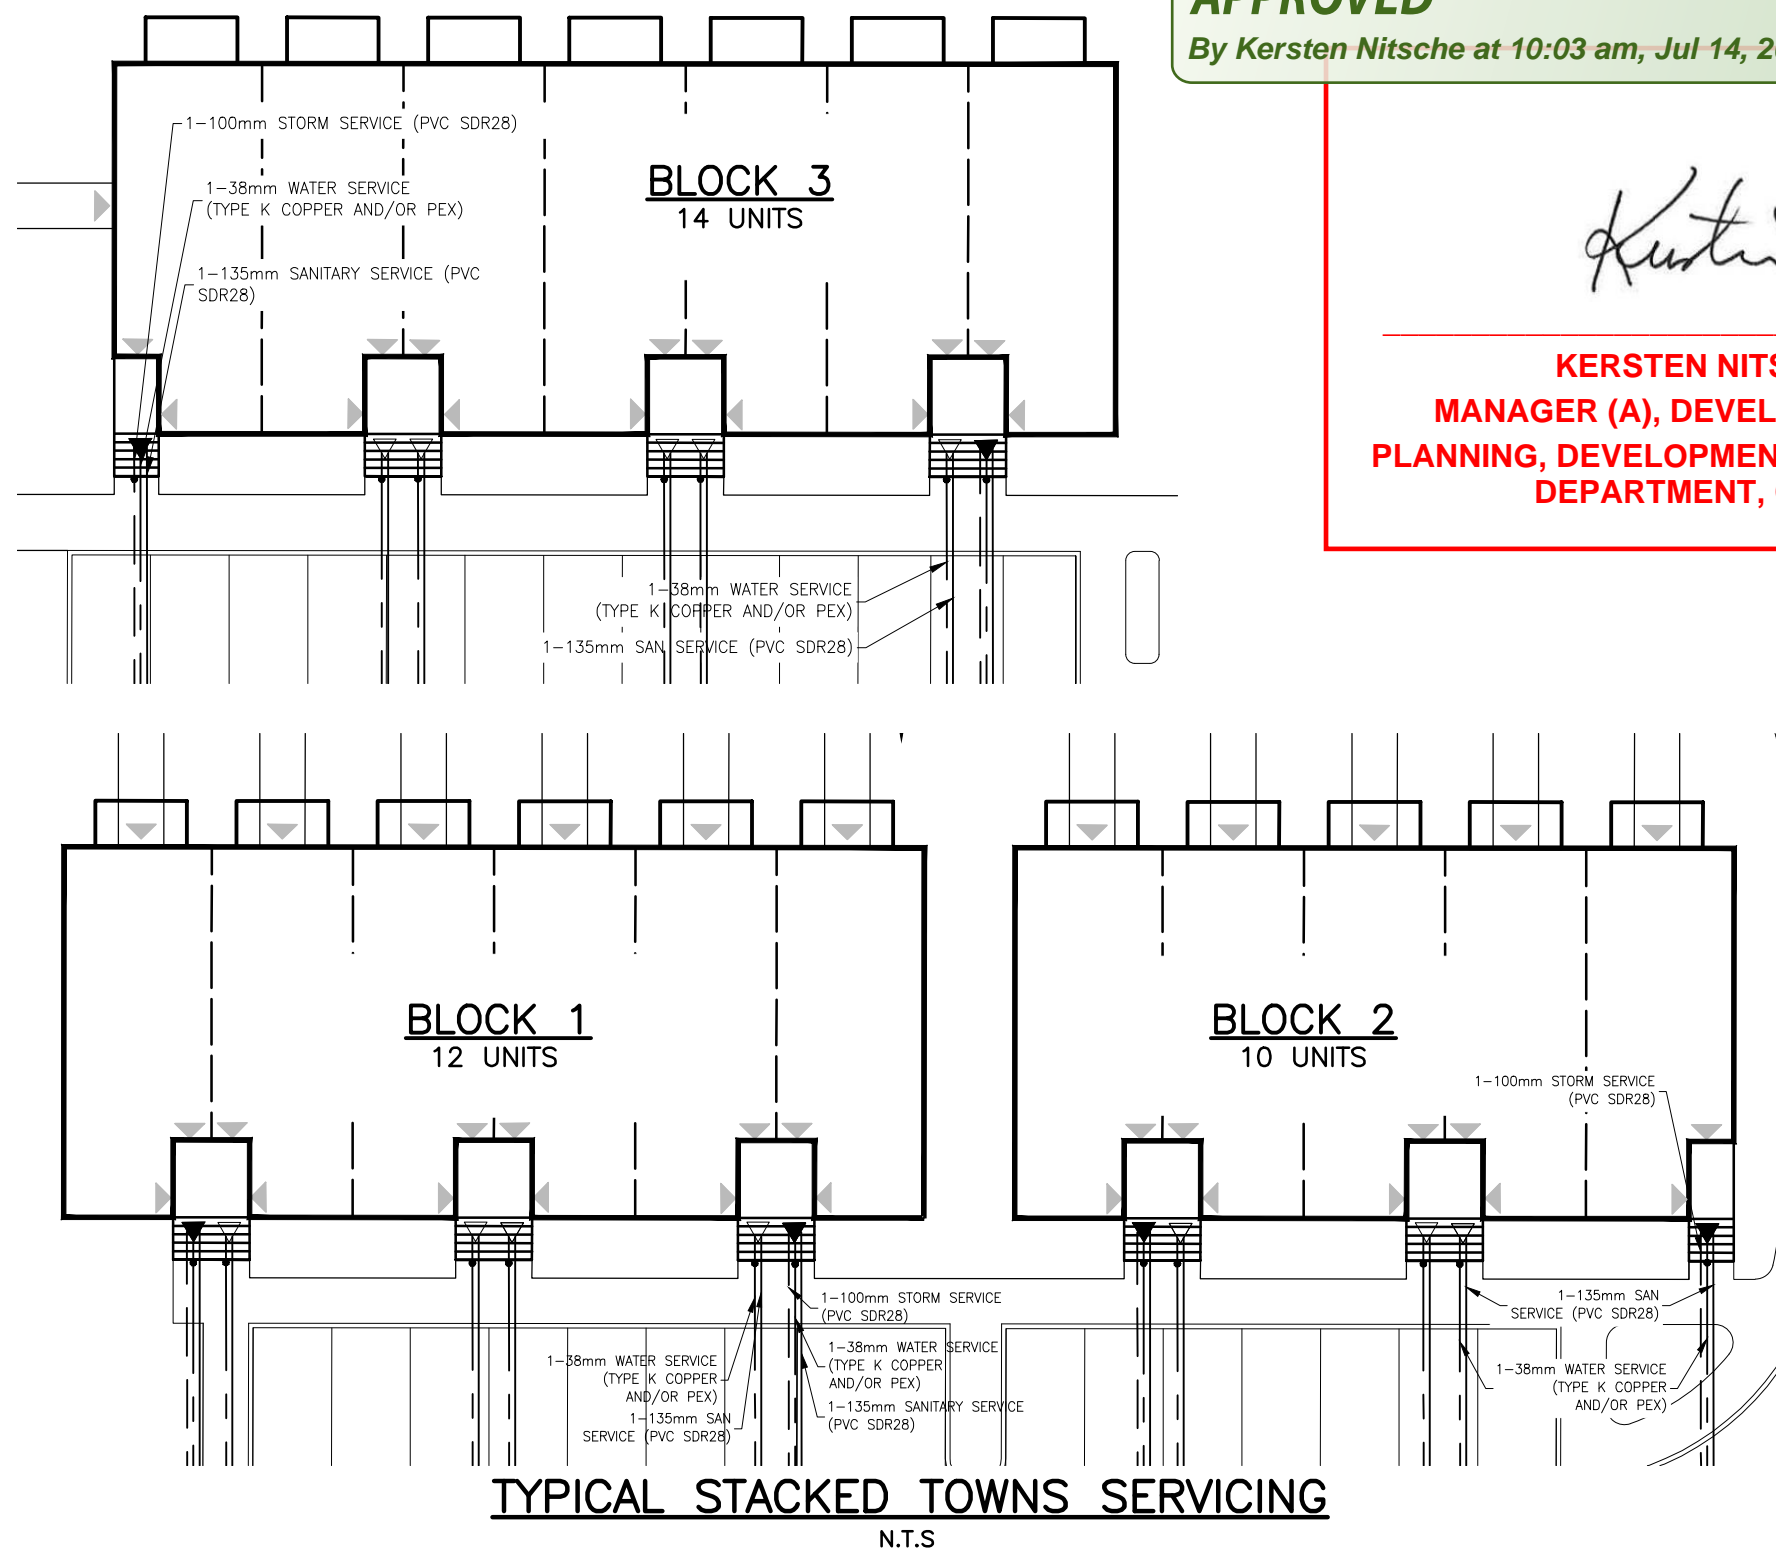 APPROVED
By Kersten Nitsche at 10:03 am, Jul 14,
KERSTEN
MANAGER (A),
PLANNING,
DEPARTMENT,
1-100mm STORM SERVICE (PVC SDR28)
1-38mm WATER SERVICE
(TYPE K COPPER AND/OR PEX)
1-135mm SANITARY SERVICE (PVC
SDR28)
BLOCK 3
14 UNITS
1-38mm WATER SERVICE
(TYPE K COPPER AND/OR PEX)
1-135mm SAN SERVICE (PVC SDR28)
BLOCK 1
12 UNITS
BLOCK 2
10 UNITS
1-100mm STORM SERVICE
(PVC SDR28)
1-100mm STORM SERVICE
(PVC SDR28)
1-38mm WATER SERVICE
(TYPE K COPPER
AND/OR PEX)
1-135mm SANITARY SERVICE
(PVC SDR28)
1-38mm WATER SERVICE
(TYPE K COPPER
AND/OR PEX)
1-135mm SAN
SERVICE (PVC SDR28)
1-135mm SAN
SERVICE (PVC SDR28)
1-38mm WATER SERVICE
(TYPE K COPPER
AND/OR PEX)
TYPICAL STACKED TOWNS SERVICING
N.T.S